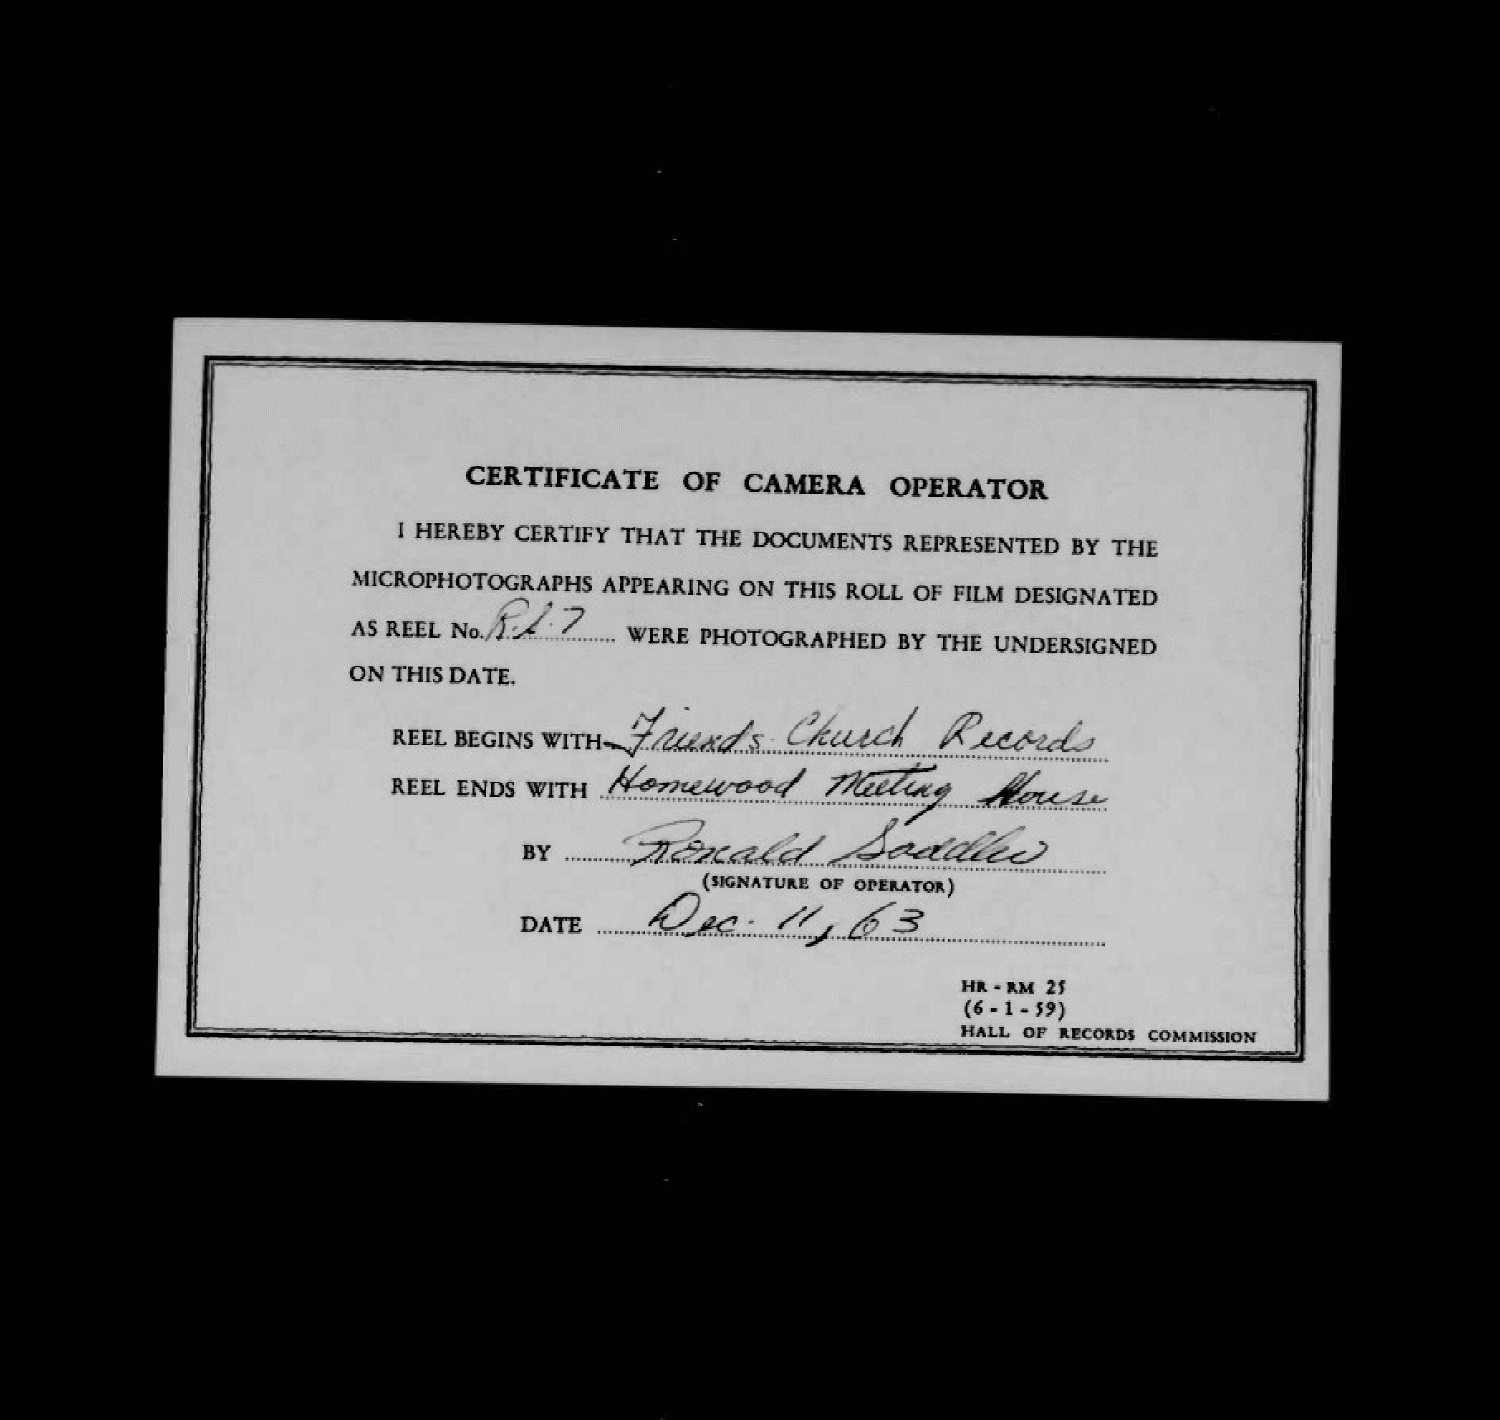 CERTIFICATE OF CAMERA OPERATOR
I HEREBY CERTIFY THAT THE DOCUMENTS REPRESENTED BY THE
MICROPHOTOGRAPHS APPEARING ON THIS ROLL OF FILM DESIGNATED
AS REEL No. WERE PHOTOGRAPHED BY THE UNDERSIGNED
ON THIS DATE.
REEL BEGINS WITH Friends Church Records
REEL ENDS WITH Homewood Meeting House
BY Ronald
(SIGNATURE OF OPERATOR)
DATE Dec. 11, 63
HR - RM 25
(6 - 1 - 59)
HALL OF RECORDS COMMISSION